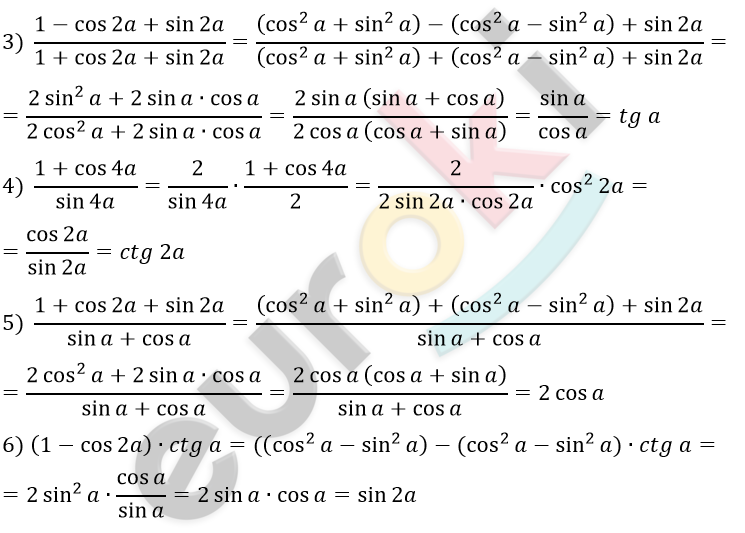 3) (1 − cos 2a + sin 2a)/(1 + cos 2a + sin 2a) = ((cos² a + sin² a) − (cos² a − sin² a) + sin 2a)/((cos² a + sin² a) + (cos² a − sin² a) + sin 2a) =
= (2 sin² a + 2 sin a · cos a)/(2 cos² a + 2 sin a · cos a) = (2 sin a (sin a + cos a))/(2 cos a (cos a + sin a)) = (sin a)/(cos a) = tg a
4) (1 + cos 4a)/(sin 4a) = 2/(sin 4a) · (1 + cos 4a)/2 = 2/(2 sin 2a · cos 2a) · cos² 2a =
= (cos 2a)/(sin 2a) = ctg 2a
5) (1 + cos 2a + sin 2a)/(sin a + cos a) = ((cos² a + sin² a) + (cos² a − sin² a) + sin 2a)/(sin a + cos a) =
= (2 cos² a + 2 sin a · cos a)/(sin a + cos a) = (2 cos a (cos a + sin a))/(sin a + cos a) = 2 cos a
6) (1 − cos 2a) · ctg a = ((cos² a − sin² a) − (cos² a − sin² a) · ctg a =
= 2 sin² a · (cos a)/(sin a) = 2 sin a · cos a = sin 2a
euroki